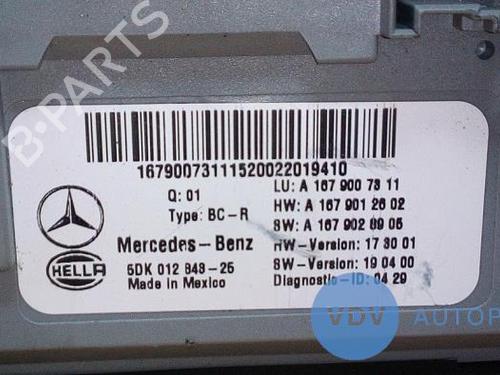 B-PARTS
16790073111520022019410
Q: 01
Type: BC-R
LU: A 167 900 73 11
HW: A 167 901 26 02
SW: A 167 902 89 05
Mercedes-Benz
HW-Version: 17 30 01
HELLA
5DK 012 843-25
SW-Version: 19 04 00
Made in Mexico
Diagnostic-ID: 04 29
VDV AUTOP